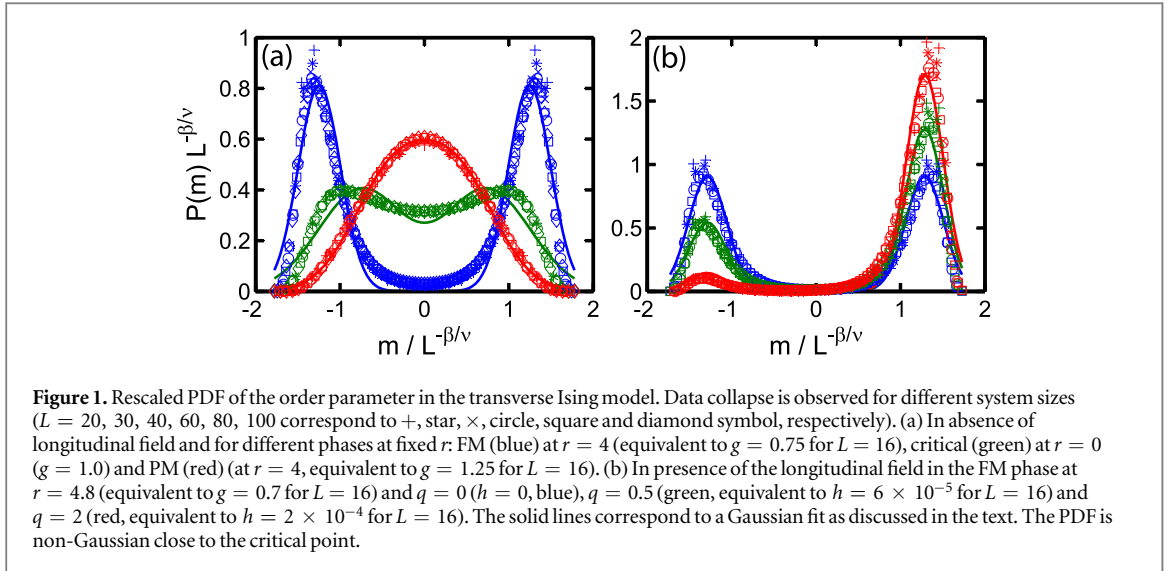 (a)
(b)
P(m) L^{-β/ν}
1
0.8
0.6
0.4
0.2
0
-2
-1
0
1
2
m / L^{-β/ν}
2
1.5
1
0.5
0
-2
-1
0
1
2
m / L^{-β/ν}
Figure 1. Rescaled PDF of the order parameter in the transverse Ising model. Data collapse is observed for different system sizes
(L = 20, 30, 40, 60, 80, 100 correspond to +, star, ×, circle, square and diamond symbol, respectively). (a) In absence of
longitudinal field and for different phases at fixed r: FM (blue) at r = 4 (equivalent to g = 0.75 for L = 16), critical (green) at r = 0
(g = 1.0) and PM (red) (at r = 4, equivalent to g = 1.25 for L = 16). (b) In presence of the longitudinal field in the FM phase at
r = 4.8 (equivalent to g = 0.7 for L = 16) and q = 0 (h = 0, blue), q = 0.5 (green, equivalent to h = 6 × 10⁻⁵ for L = 16) and
q = 2 (red, equivalent to h = 2 × 10⁻⁴ for L = 16). The solid lines correspond to a Gaussian fit as discussed in the text. The PDF is
non-Gaussian close to the critical point.